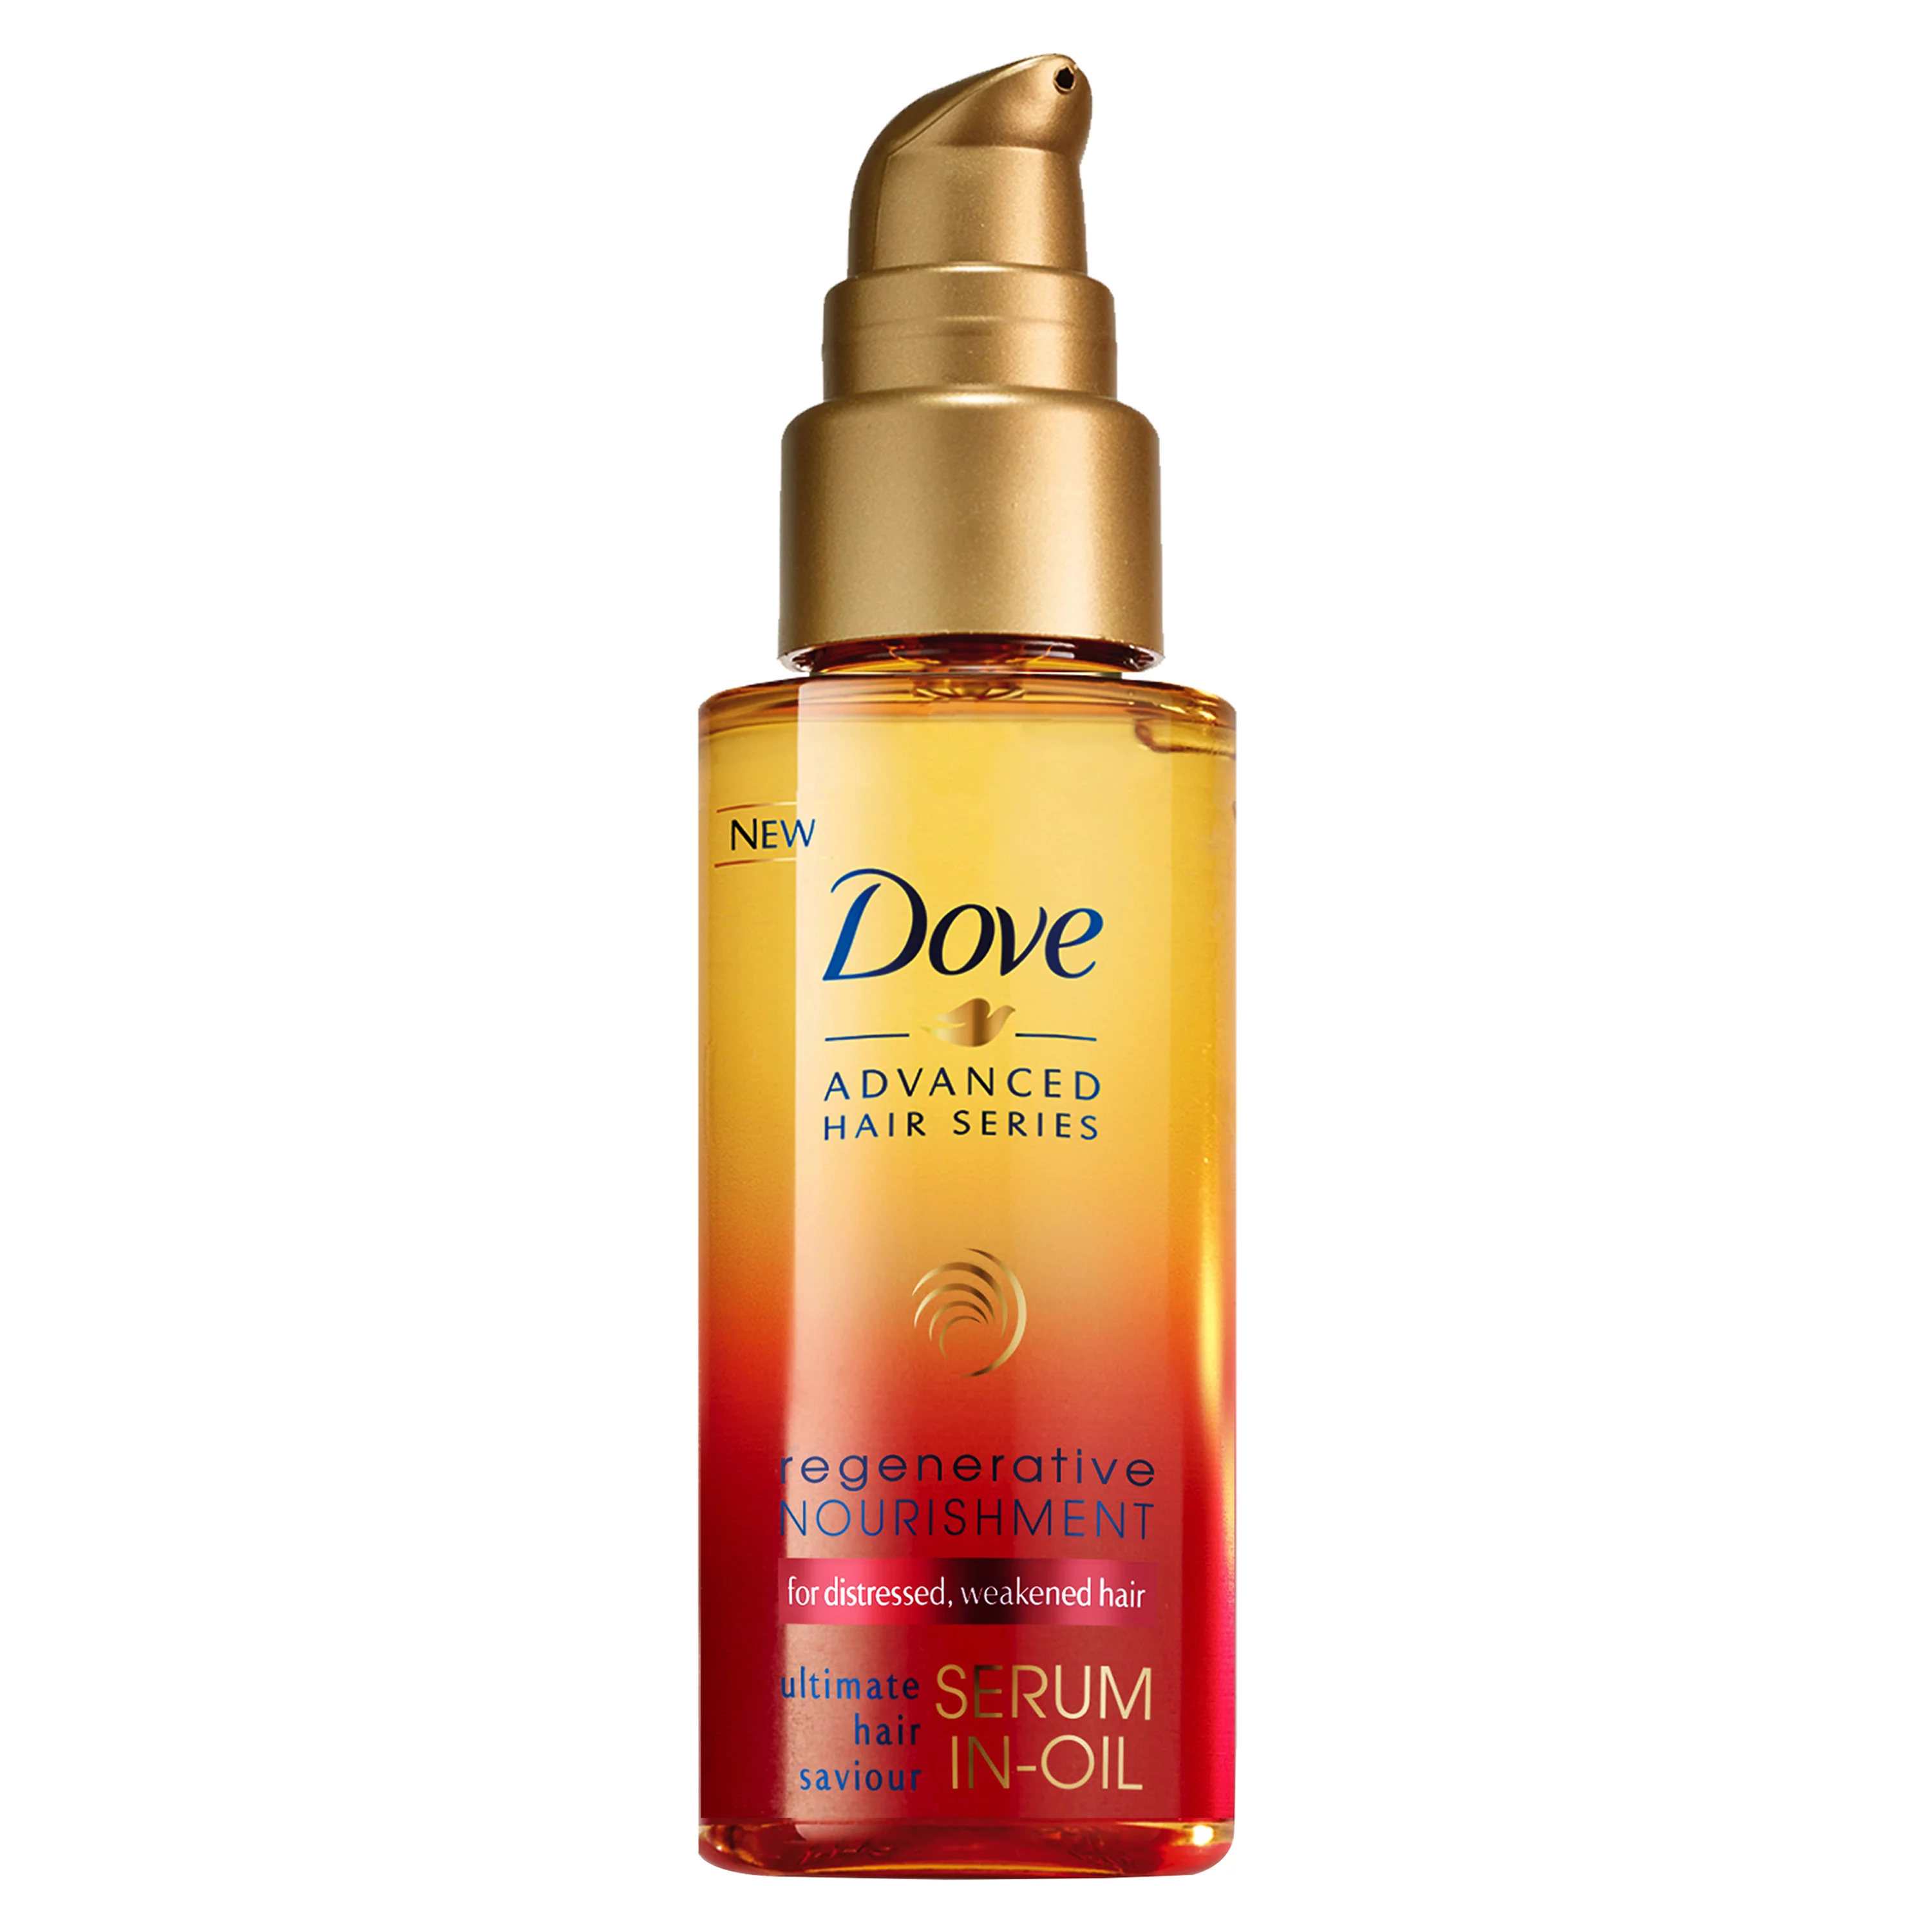 NEW
Dove
ADVANCED
HAIR SERIES
regenerative
NOURISHMENT
for distressed, weakened hair
ultimate
hair
saviour
SERUM
IN-OIL